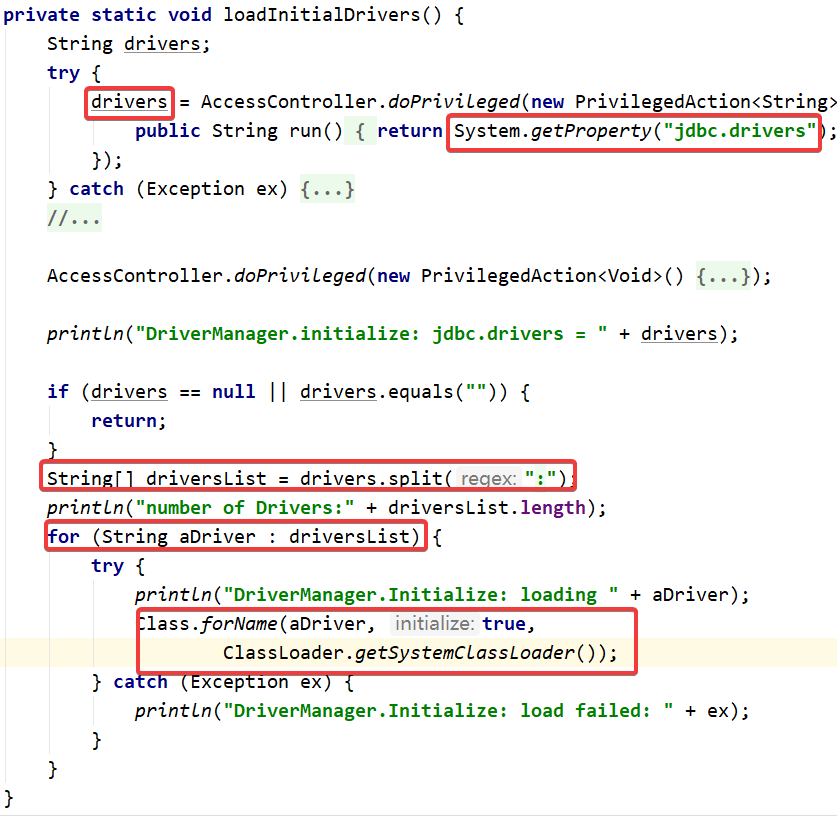 private static void loadInitialDrivers() {
    String drivers;
    try {
        drivers = AccessController.doPrivileged(new PrivilegedAction<String>
            public String run() { return System.getProperty("jdbc.drivers");
        });
    } catch (Exception ex) {...}
    //...
    AccessController.doPrivileged(new PrivilegedAction<Void>() {...});
    println("DriverManager.initialize: jdbc.drivers = " + drivers);
    if (drivers == null || drivers.equals("")) {
        return;
    }
    String[] driversList = drivers.split( regex: ":");
    println("number of Drivers:" + driversList.length);
    for (String aDriver : driversList) {
        try {
            println("DriverManager.Initialize: loading " + aDriver);
            Class.forName(aDriver, initialize: true,
                    ClassLoader.getSystemClassLoader());
        } catch (Exception ex) {
            println("DriverManager.Initialize: load failed: " + ex);
        }
    }
}